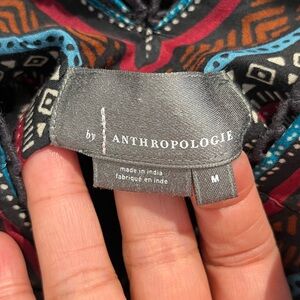 by ANTHROPOLOGIE
made in india
fabriqué en inde
M